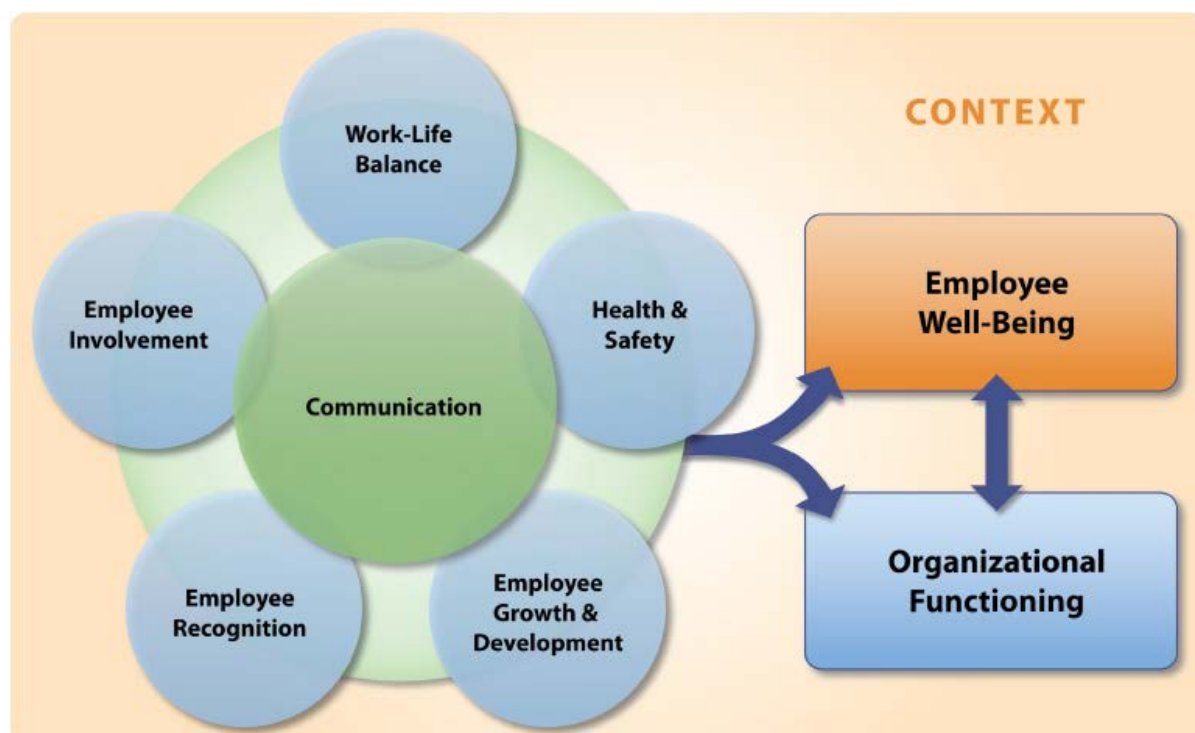 Work-Life
Balance
CONTEXT
Employee
Involvement
Health &
Safety
Employee
Well-Being
Communication
Employee
Recognition
Employee
Growth &
Development
Organizational
Functioning